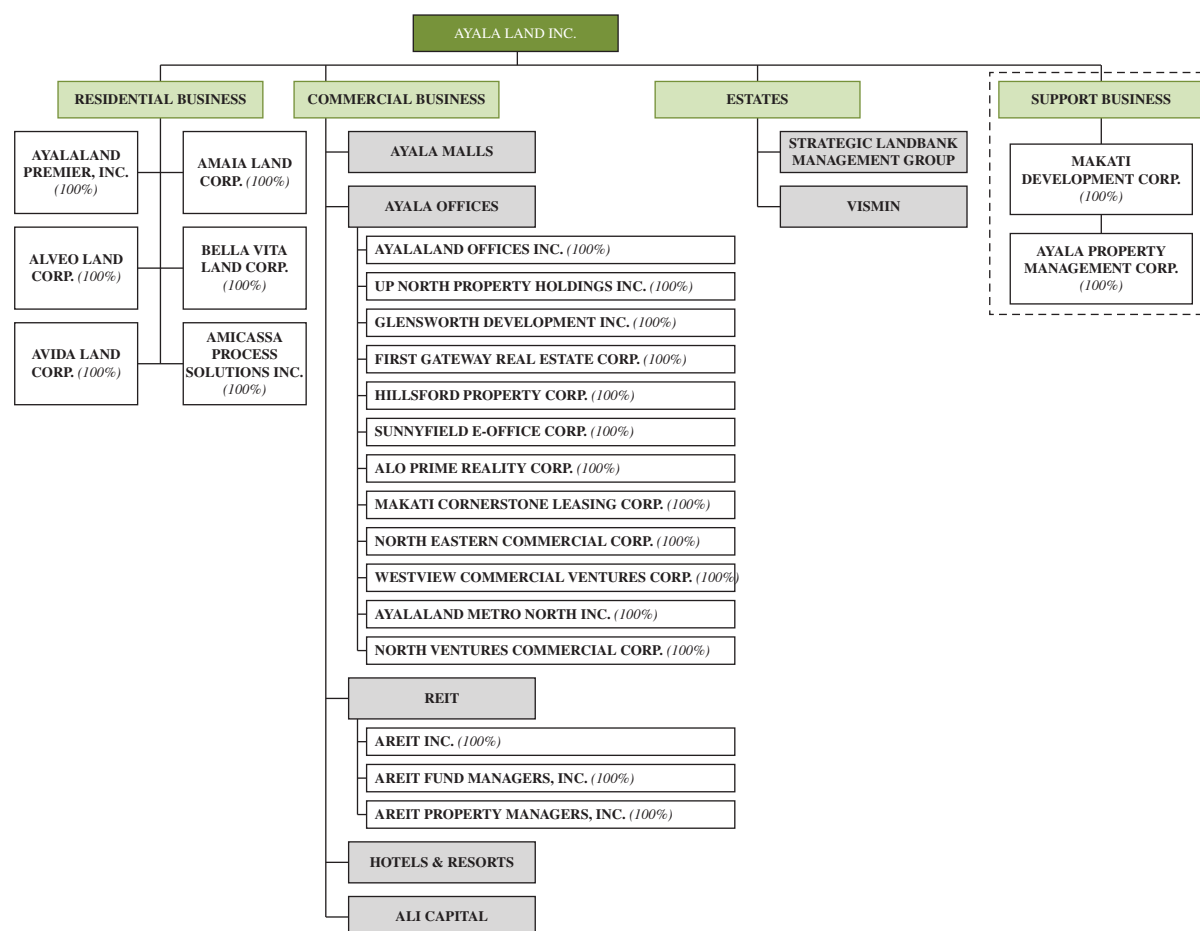 AYALA LAND INC.
RESIDENTIAL BUSINESS
AYALALAND
PREMIER, INC.
(100%)
AMAIA LAND
CORP. (100%)
ALVEO LAND
CORP. (100%)
BELLA VITA
LAND CORP.
(100%)
AVIDA LAND
CORP. (100%)
AMICASSA
PROCESS
SOLUTIONS INC.
(100%)
COMMERCIAL BUSINESS
AYALA MALLS
AYALA OFFICES
AYALALAND OFFICES INC. (100%)
UP NORTH PROPERTY HOLDINGS INC. (100%)
GLENSWORTH DEVELOPMENT INC. (100%)
FIRST GATEWAY REAL ESTATE CORP. (100%)
HILLSFORD PROPERTY CORP. (100%)
SUNNYFIELD E-OFFICE CORP. (100%)
ALO PRIME REALITY CORP. (100%)
MAKATI CORNERSTONE LEASING CORP. (100%)
NORTH EASTERN COMMERCIAL CORP. (100%)
WESTVIEW COMMERCIAL VENTURES CORP. (100%)
AYALALAND METRO NORTH INC. (100%)
NORTH VENTURES COMMERCIAL CORP. (100%)
REIT
AREIT INC. (100%)
AREIT FUND MANAGERS, INC. (100%)
AREIT PROPERTY MANAGERS, INC. (100%)
HOTELS & RESORTS
ALI CAPITAL
ESTATES
STRATEGIC LANDBANK
MANAGEMENT GROUP
VISMIN
SUPPORT BUSINESS
MAKATI
DEVELOPMENT CORP.
(100%)
AYALA PROPERTY
MANAGEMENT CORP.
(100%)